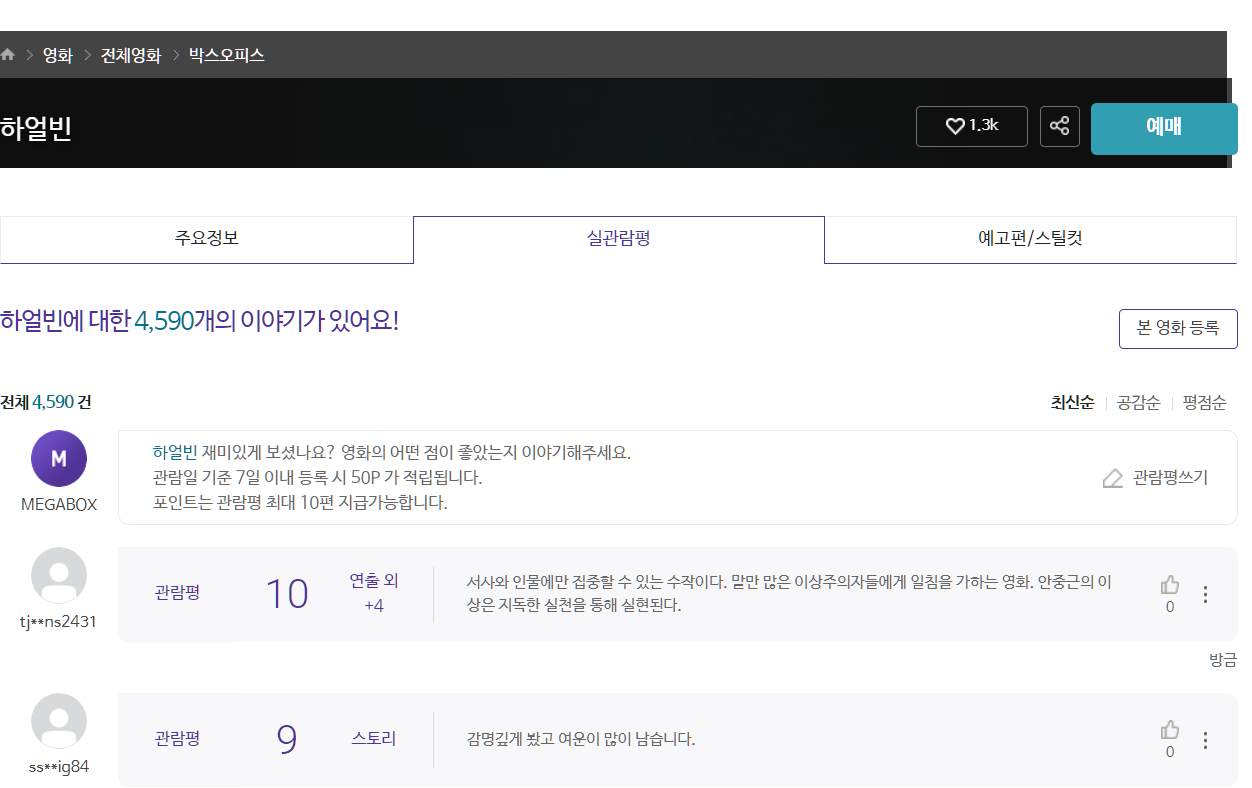 영화 > 전체영화 > 박스오피스
하얼빈
1.3k
예매
주요정보
실관람평
예고편/스틸컷
하얼빈에 대한 4,590개의 이야기가 있어요!
본 영화 등록
전체 4,590 건
최신순
공감순
평점순
M
MEGABOX
하얼빈 재미있게 보셨나요? 영화의 어떤 점이 좋았는지 이야기해주세요.
관람일 기준 7일 이내 등록 시 50P 가 적립됩니다.
포인트는 관람평 최대 10편 지급가능합니다.
관람평쓰기
tj**ns2431
관람평
10
연출 외
+4
서사와 인물에만 집중할 수 있는 수작이다. 말만 많은 이상주의자들에게 일침을 가하는 영화. 안중근의 이
상은 지독한 실천을 통해 실현된다.
0
방금
ss**ig84
관람평
9
스토리
감명깊게 봤고 여운이 많이 남습니다.
0